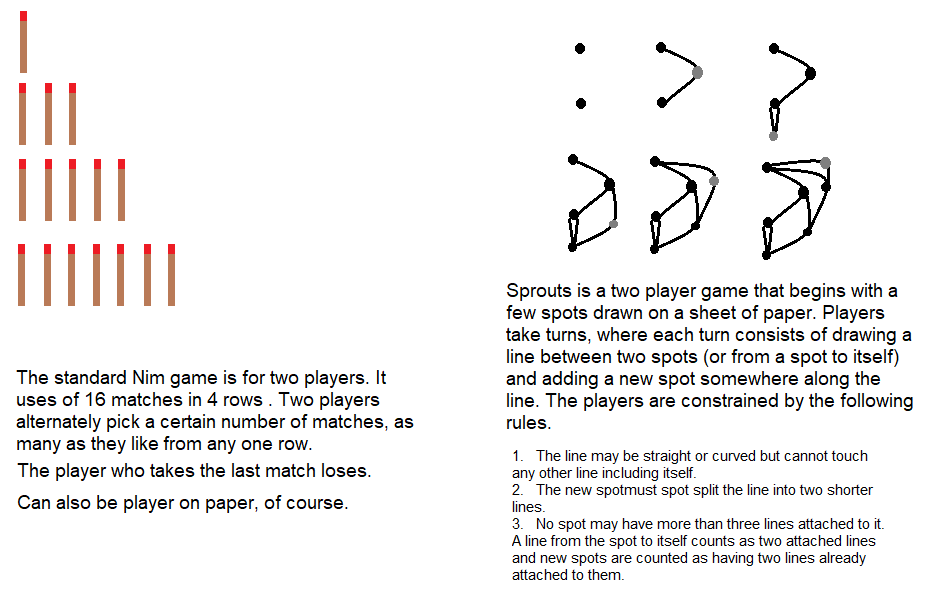 The standard Nim game is for two players. It
uses of 16 matches in 4 rows . Two players
alternately pick a certain number of matches, as
many as they like from any one row.
The player who takes the last match loses.
Can also be player on paper, of course.
Sprouts is a two player game that begins with a
few spots drawn on a sheet of paper. Players
take turns, where each turn consists of drawing a
line between two spots (or from a spot to itself)
and adding a new spot somewhere along the
line. The players are constrained by the following
rules.
1. The line may be straight or curved but cannot touch
any other line including itself.
2. The new spotmust spot split the line into two shorter
lines.
3. No spot may have more than three lines attached to it.
A line from the spot to itself counts as two attached lines
and new spots are counted as having two lines already
attached to them.